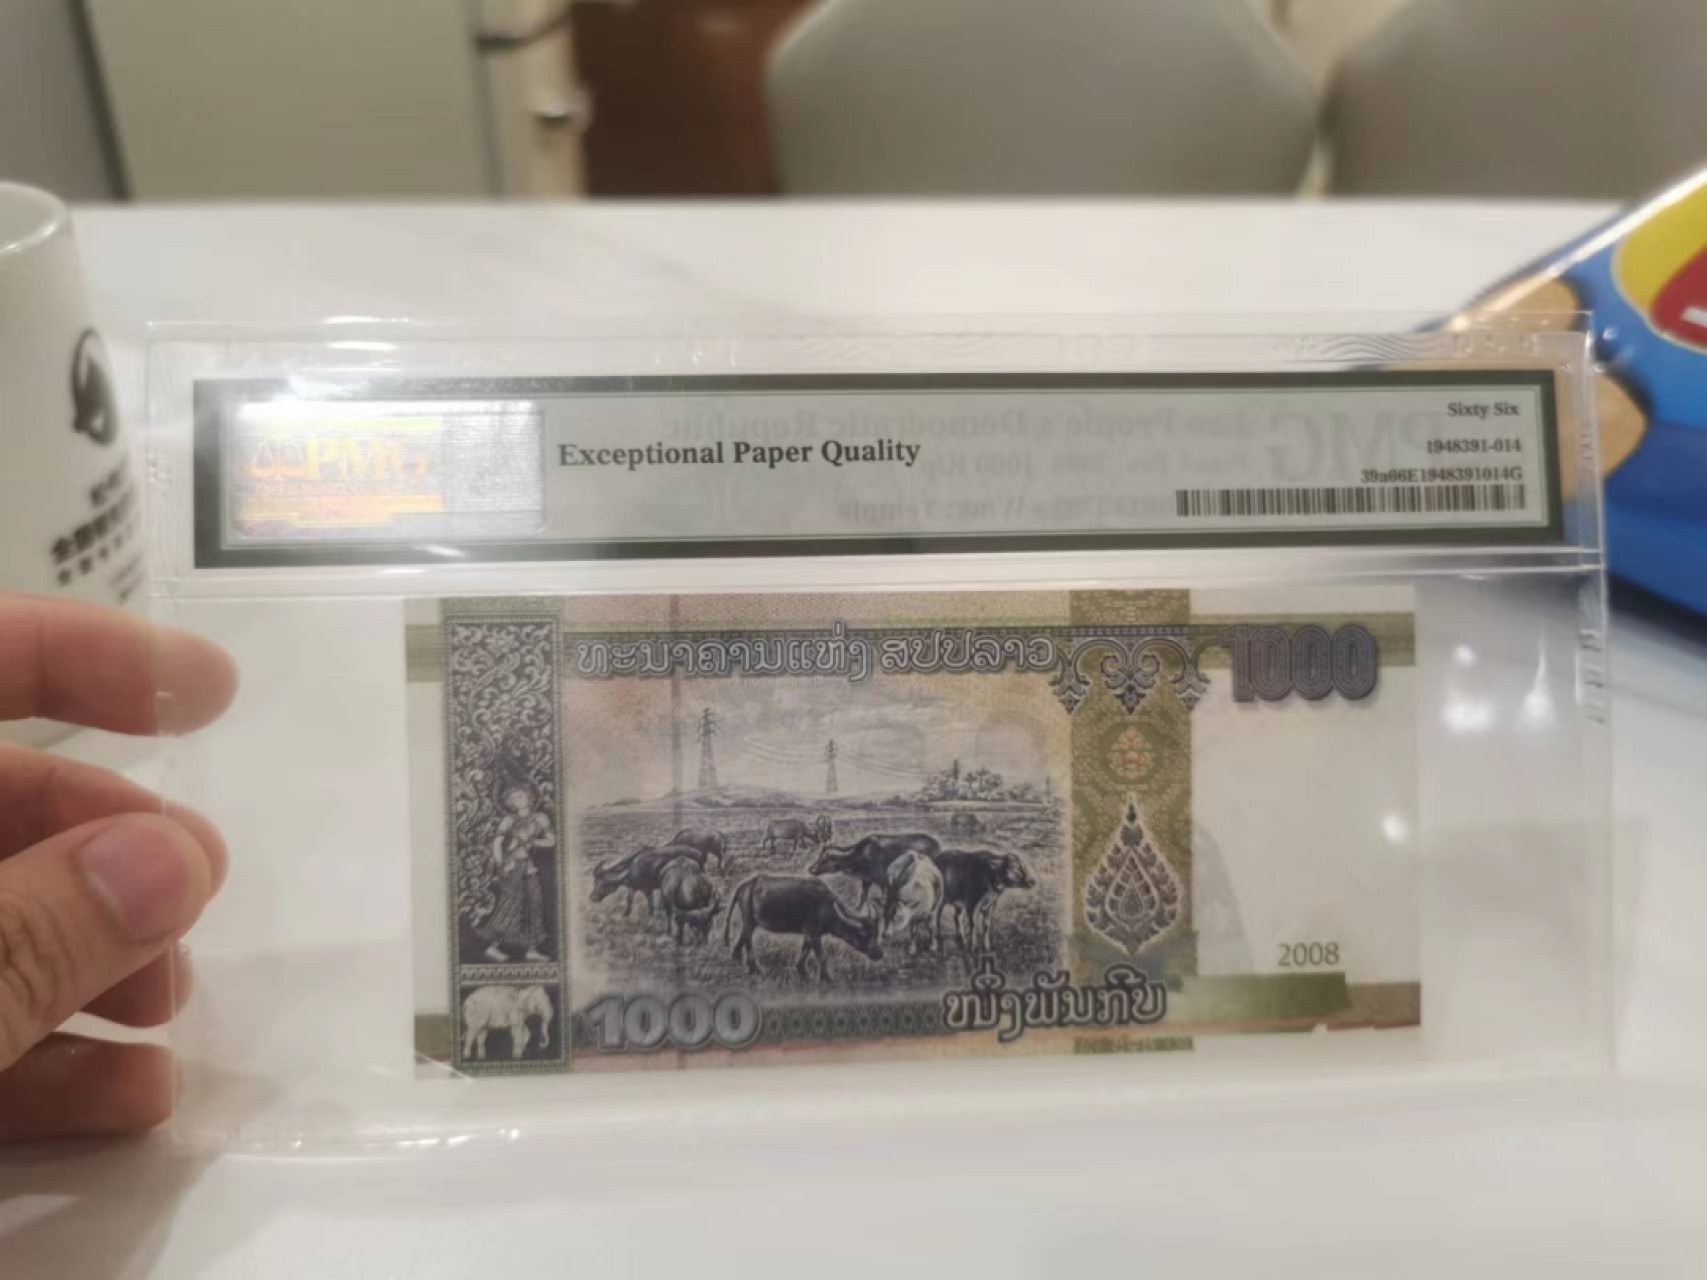 PMG
Exceptional Paper Quality
Sixty Six
1948391-014
39a66E1948391014G
ທະນາຄານແຫ່ງ ສປປລາວ
1000
2008
1000
ໜຶ່ງພັນກີບ